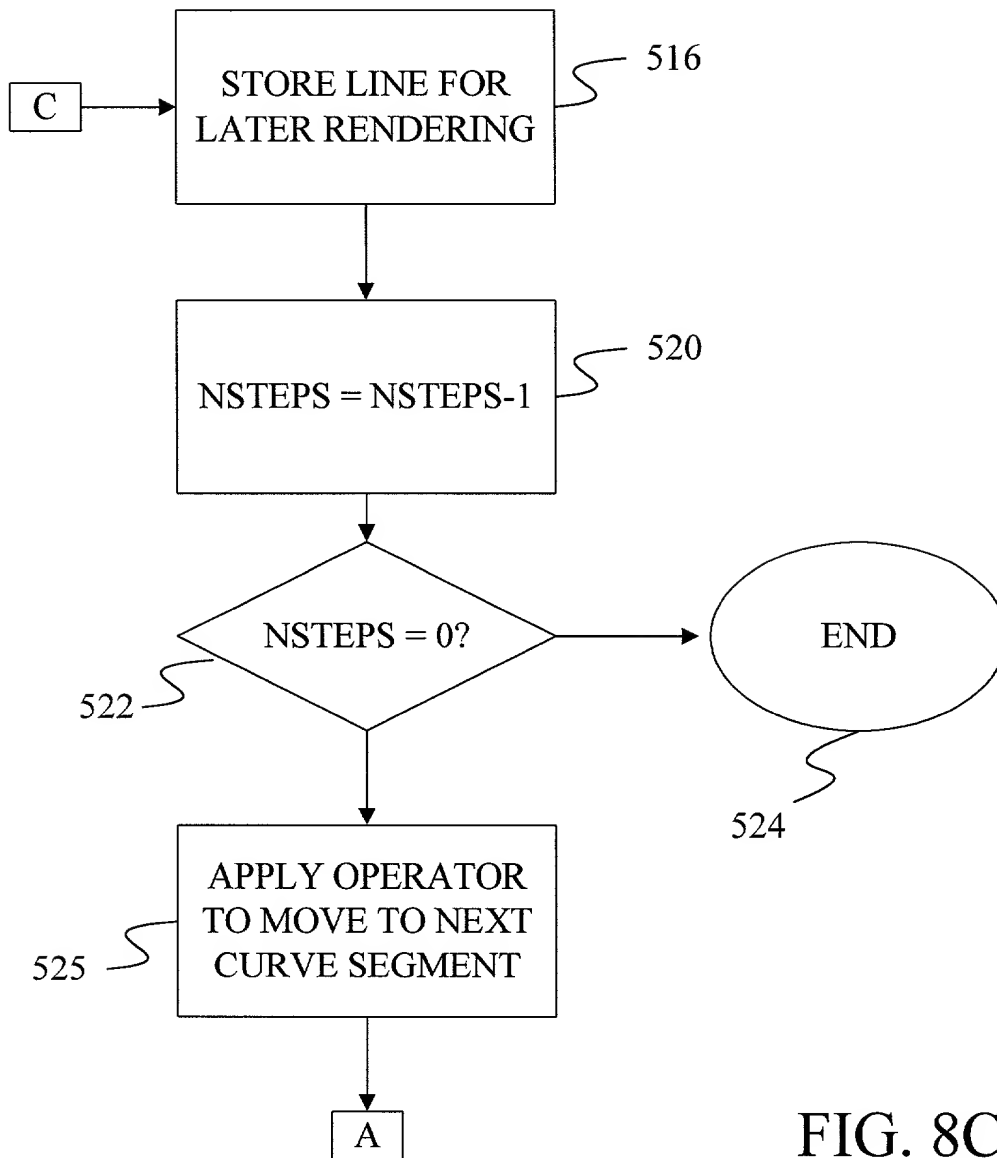 516
C
STORE LINE FOR
LATER RENDERING
520
NSTEPS = NSTEPS-1
NSTEPS = 0?
END
522
524
APPLY OPERATOR
TO MOVE TO NEXT
CURVE SEGMENT
525
A
FIG. 8C